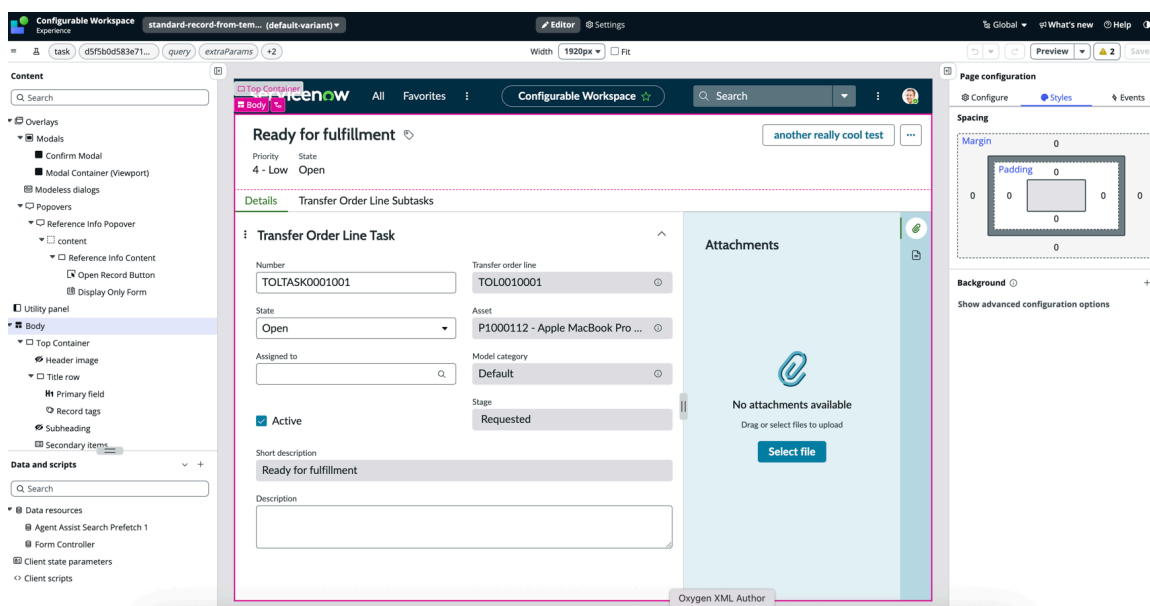 Configurable Workspace
Experience
standard-record-from-tem... (default-variant)
Editor
Settings
Global
What's new
Help
task
d5f5b0d583e71...
query
extraParams
+2
Width
1920px
Fit
Preview
2
Save
Content
Search
Overlays
Modals
Confirm Modal
Modal Container (Viewport)
Modeless dialogs
Popovers
Reference Info Popover
content
Reference Info Content
Open Record Button
Display Only Form
Utility panel
Body
Top Container
Header image
Title row
H1 Primary field
Record tags
Subheading
Secondary items
Data and scripts
Search
Data resources
Agent Assist Search Prefetch 1
Form Controller
Client state parameters
Client scripts
Top Container
Body
servicenow
All
Favorites
Configurable Workspace
Search
Ready for fulfillment
another really cool test
Priority State
4 - Low Open
Details Transfer Order Line Subtasks
Transfer Order Line Task
Number
TOLTASK0001001
Transfer order line
TOL0010001
State
Open
Asset
P1000112 - Apple MacBook Pro ...
Assigned to
Model category
Default
Active
Stage
Requested
Short description
Ready for fulfillment
Description
Attachments
No attachments available
Drag or select files to upload
Select file
Oxygen XML Author
Page configuration
Configure
Styles
Events
Spacing
Margin
0
Padding
0
0 0 0 0
0
0
Background
Show advanced configuration options